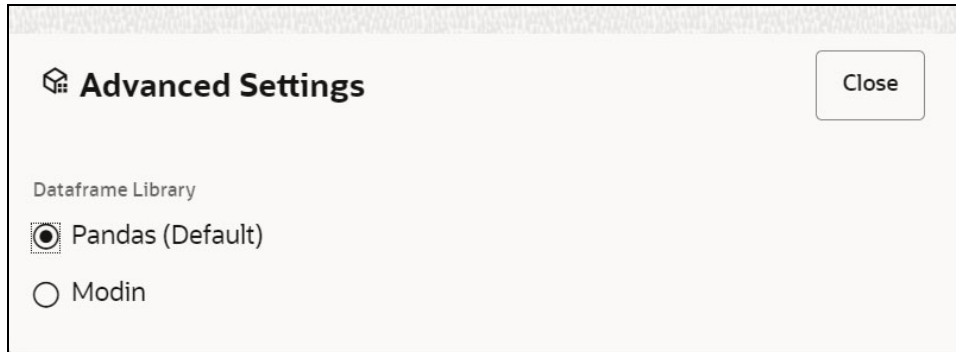 Advanced Settings
Close
Dataframe Library
Pandas (Default)
Modin